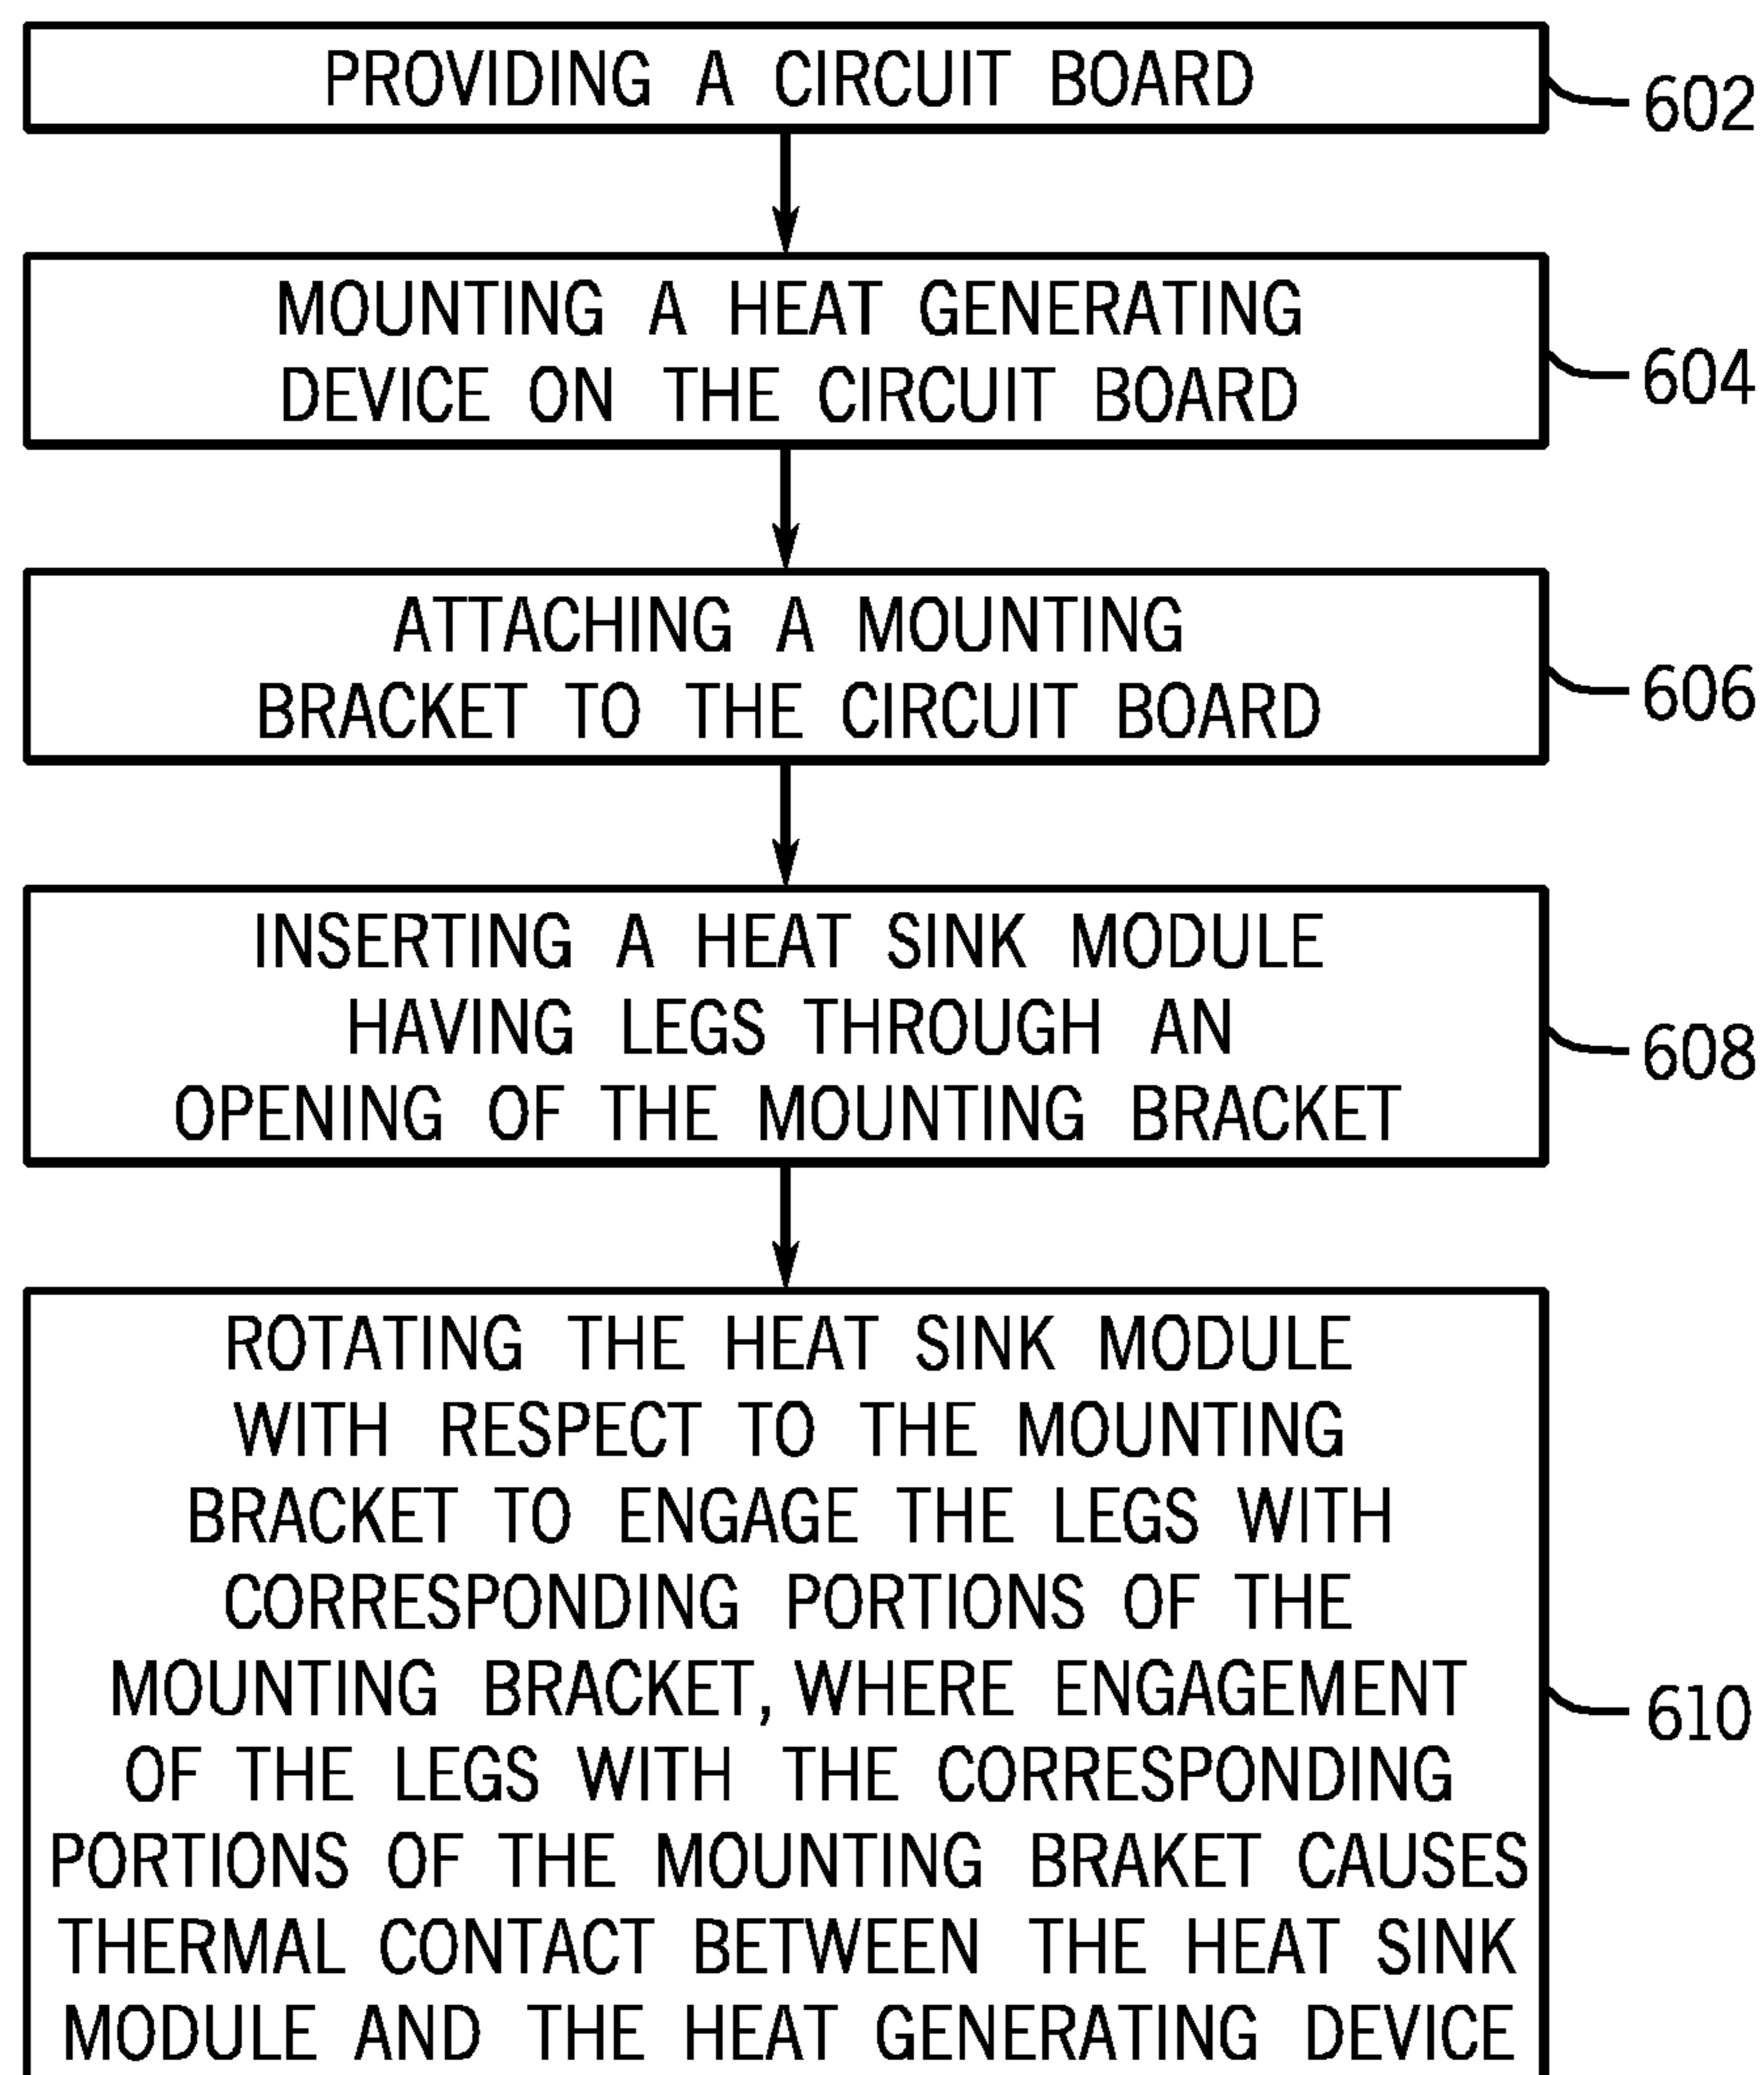 PROVIDING A CIRCUIT BOARD
602
MOUNTING A HEAT GENERATING
DEVICE ON THE CIRCUIT BOARD
604
ATTACHING A MOUNTING
BRACKET TO THE CIRCUIT BOARD
606
INSERTING A HEAT SINK MODULE
HAVING LEGS THROUGH AN
OPENING OF THE MOUNTING BRACKET
608
ROTATING THE HEAT SINK MODULE
WITH RESPECT TO THE MOUNTING
BRACKET TO ENGAGE THE LEGS WITH
CORRESPONDING PORTIONS OF THE
MOUNTING BRACKET, WHERE ENGAGEMENT
OF THE LEGS WITH THE CORRESPONDING
PORTIONS OF THE MOUNTING BRAKET CAUSES
THERMAL CONTACT BETWEEN THE HEAT SINK
MODULE AND THE HEAT GENERATING DEVICE
610